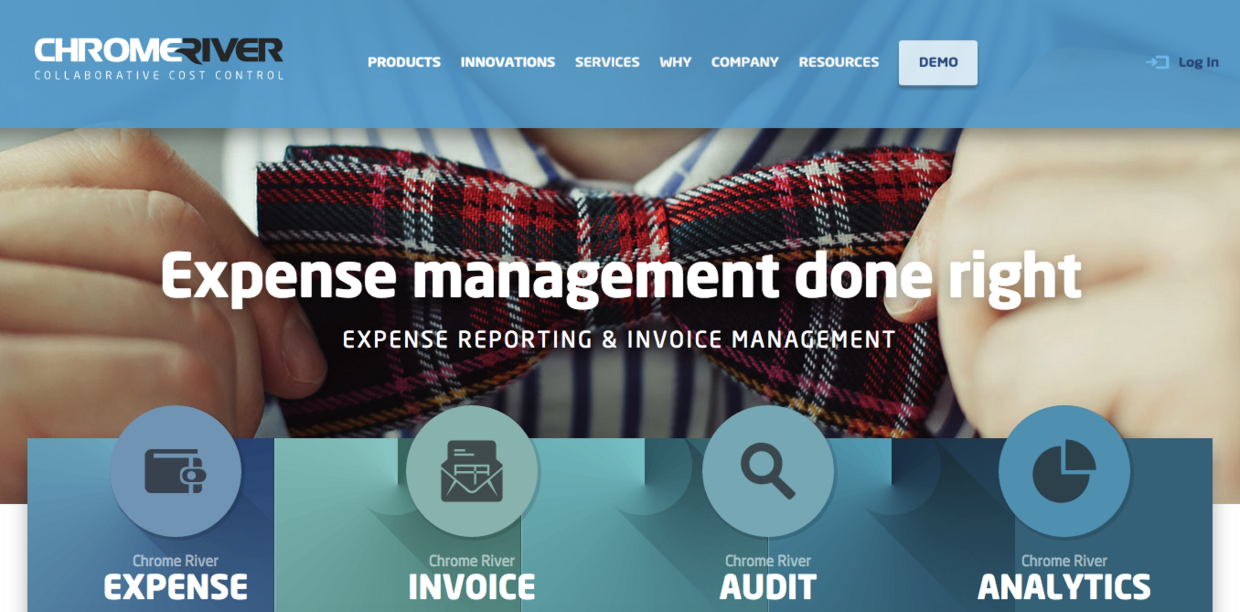 CHROMERIVER
COLLABORATIVE COST CONTROL
PRODUCTS INNOVATIONS SERVICES WHY COMPANY RESOURCES DEMO Log In
Expense management done right
EXPENSE REPORTING & INVOICE MANAGEMENT
Chrome River Chrome River Chrome River Chrome River
EXPENSE INVOICE AUDIT ANALYTICS